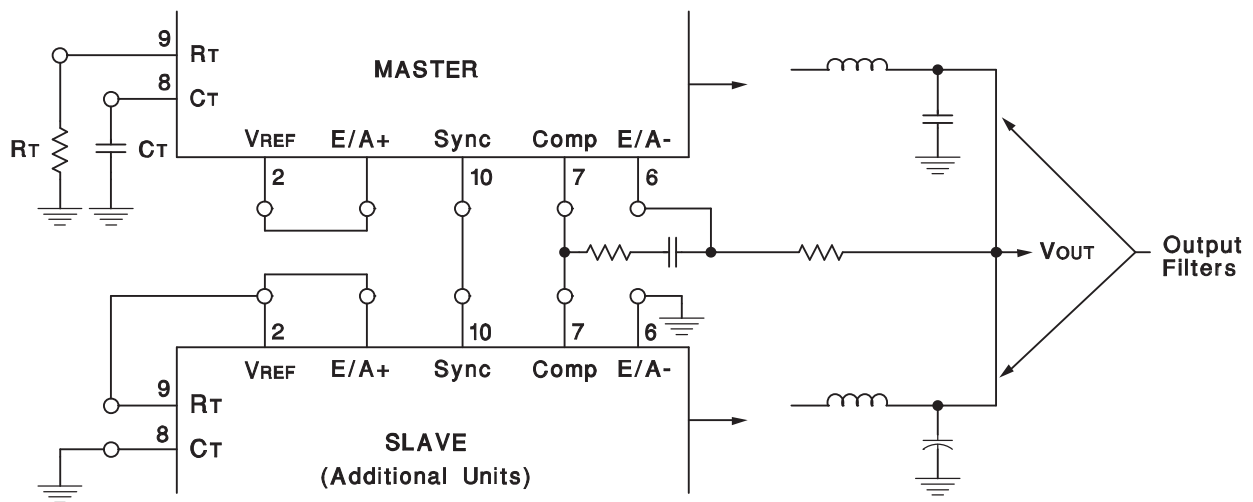 9 RT
MASTER
8 CT
RT CT
VREF E/A+ Sync Comp E/A-
2 10 7 6
VOUT
Output
Filters
2 10 7 6
VREF E/A+ Sync Comp E/A-
9 RT
8 CT
SLAVE
(Additional Units)